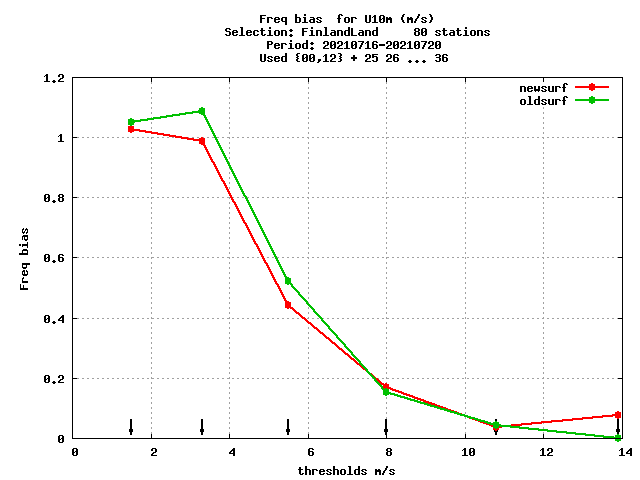 Freq bias  for U10m (m/s)
Selection: FinlandLand     80 stations
Period: 20210716-20210720
Used {00,12} + 25 26 ... 36
newsurf
oldsurf
1.2
1
0.8
0.6
0.4
0.2
0
Freq bias
0 2 4 6 8 10 12 14
thresholds m/s